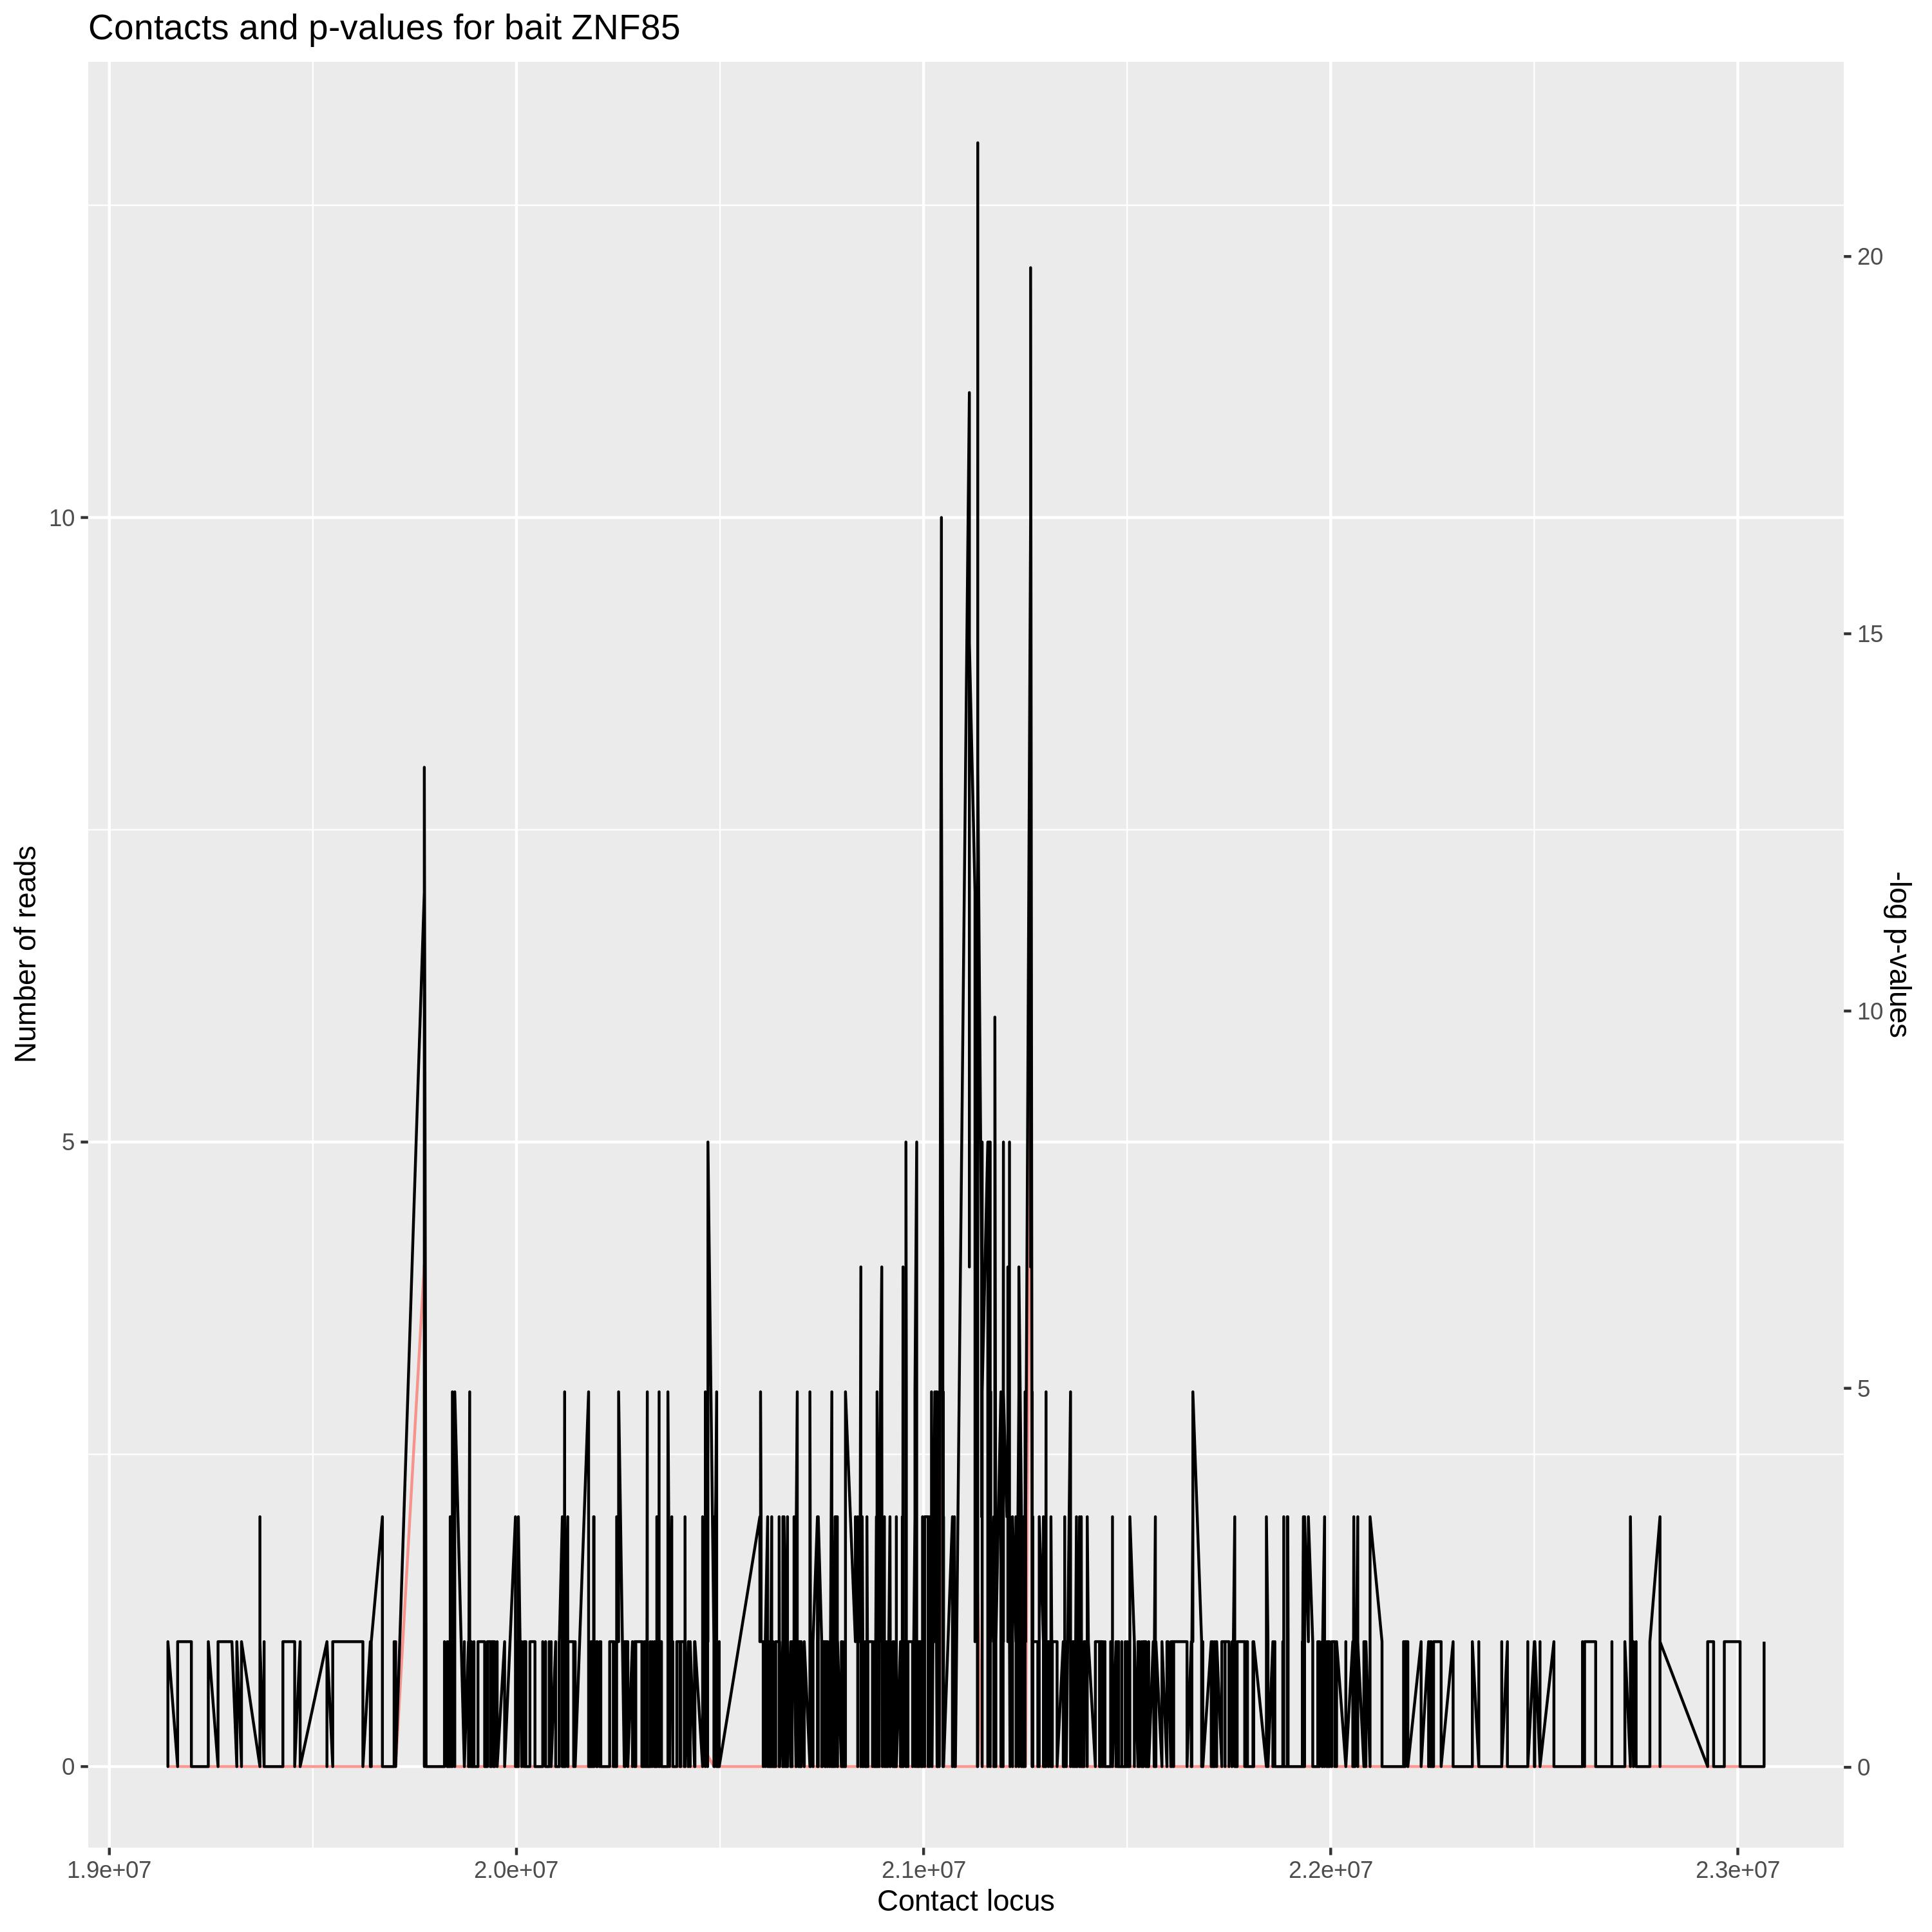 Contacts and p-values for bait ZNF85
Number of reads
10
5
0
20
15
10
5
0
-log p-values
1.9e+07
2.0e+07
2.1e+07
2.2e+07
2.3e+07
Contact locus